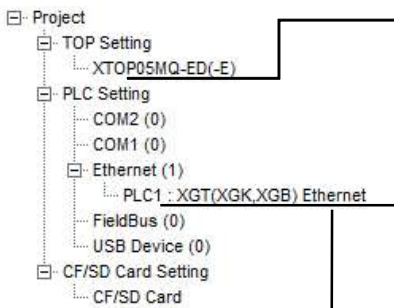 Project
TOP Setting
XTOP05MQ-ED(-E)
PLC Setting
COM2 (0)
COM1 (0)
Ethernet (1)
PLC1 : XGT(XGK,XGB) Ethernet
FieldBus (0)
USB Device (0)
CF/SD Card Setting
CF/SD Card